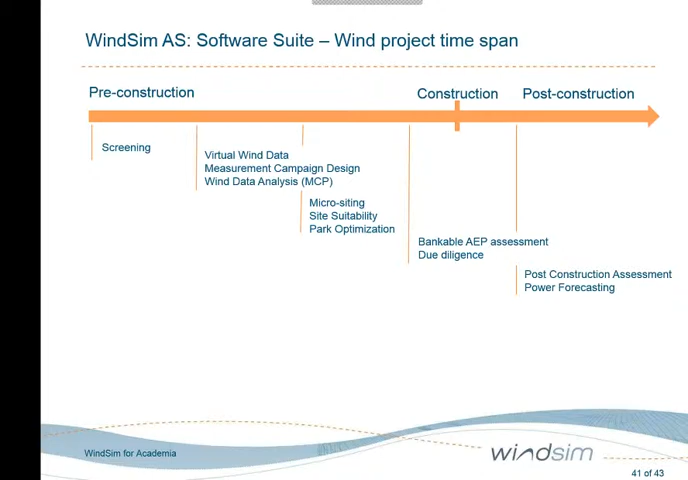 WindSim AS: Software Suite – Wind project time span
Pre-construction
Construction
Post-construction
Screening
Virtual Wind Data
Measurement Campaign Design
Wind Data Analysis (MCP)
Micro-siting
Site Suitability
Park Optimization
Bankable AEP assessment
Due diligence
Post Construction Assessment
Power Forecasting
WindSim for Academia
windsim
41 of 43